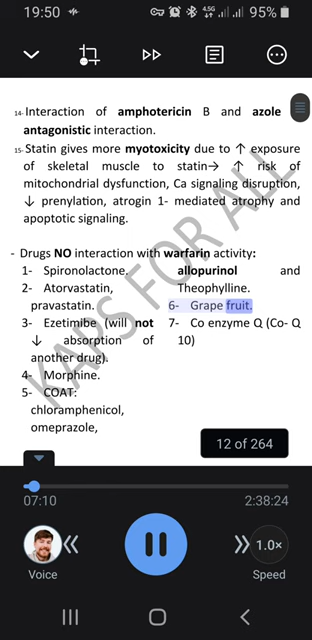 19:50
4.5G
95%
14- Interaction of amphotericin B and azole
antagonistic interaction.
15- Statin gives more myotoxicity due to ↑ exposure
of skeletal muscle to statin→ ↑ risk of
mitochondrial dysfunction, Ca signaling disruption,
↓ prenylation, atrogin 1- mediated atrophy and
apoptotic signaling.
- Drugs NO interaction with warfarin activity:
1- Spironolactone.
2- Atorvastatin,
pravastatin.
3- Ezetimibe (will not
↓ absorption of
another drug).
4- Morphine.
5- COAT:
chloramphenicol,
omeprazole,
allopurinol and
Theophylline.
6- Grape fruit.
7- Co enzyme Q (Co- Q
10)
KAPS FOR ALL
12 of 264
07:10
2:38:24
1.0×
Voice
Speed